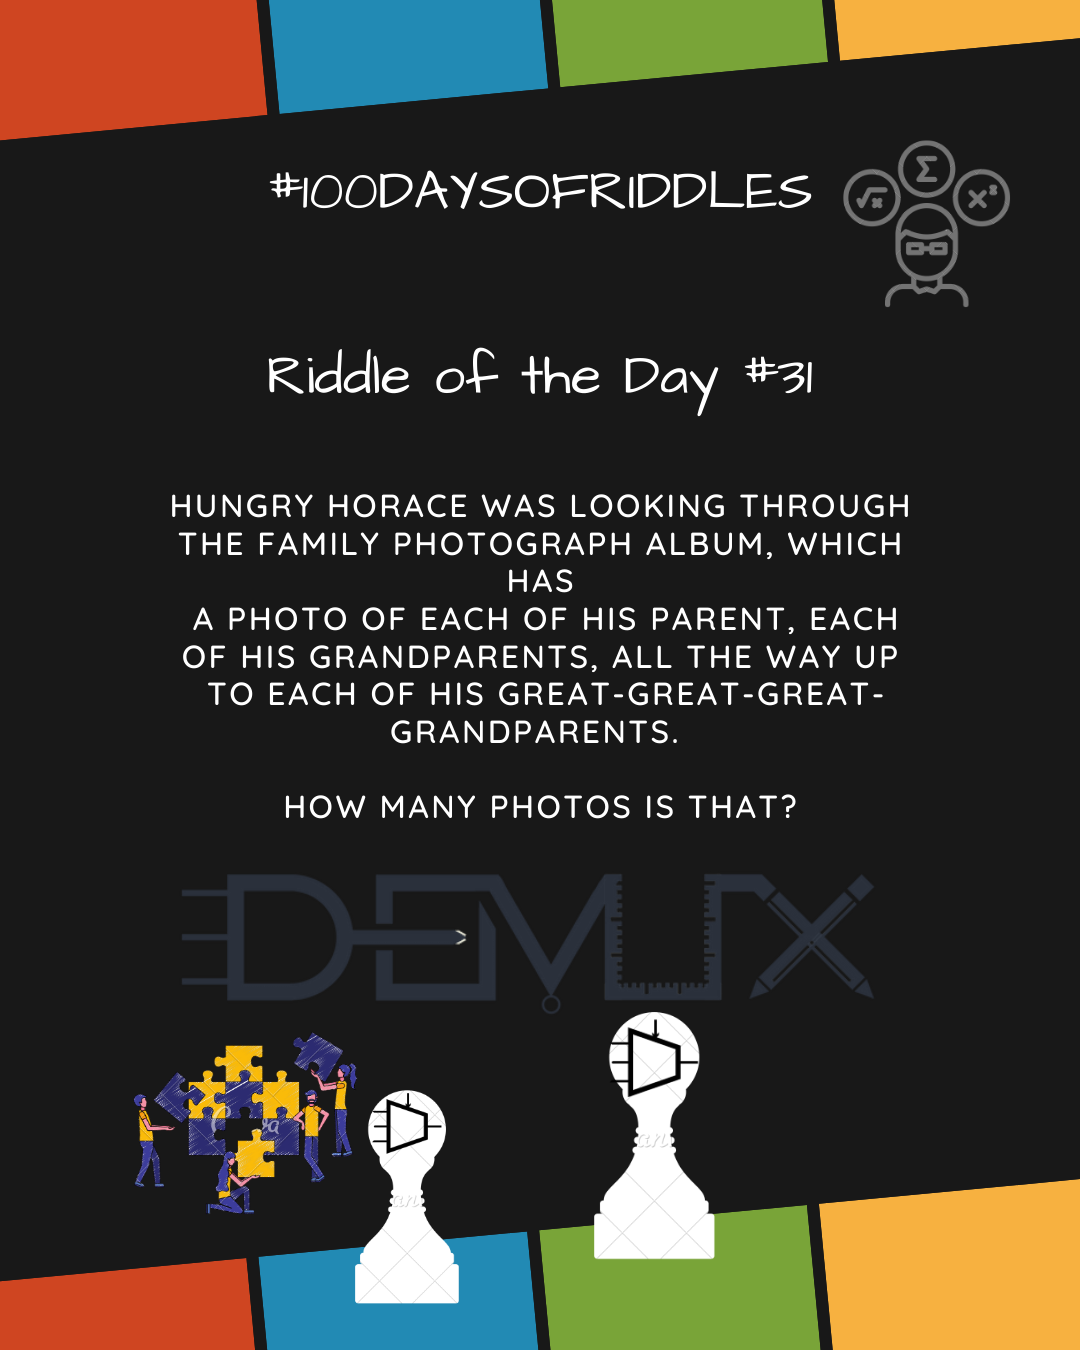 #100DAYSOFRIDDLES
Riddle of the Day #31
HUNGRY HORACE WAS LOOKING THROUGH
THE FAMILY PHOTOGRAPH ALBUM, WHICH
HAS
A PHOTO OF EACH OF HIS PARENT, EACH
OF HIS GRANDPARENTS, ALL THE WAY UP
TO EACH OF HIS GREAT-GREAT-GREAT-
GRANDPARENTS.
HOW MANY PHOTOS IS THAT?
DEMUX